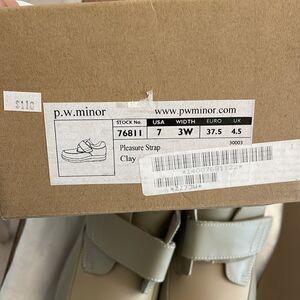 $110
p.w.minor www.pwminor.com
STOCK No. USA WIDTH EURO UK
76811 7 3W 37.5 4.5
Pleasure Strap 30003
Clay